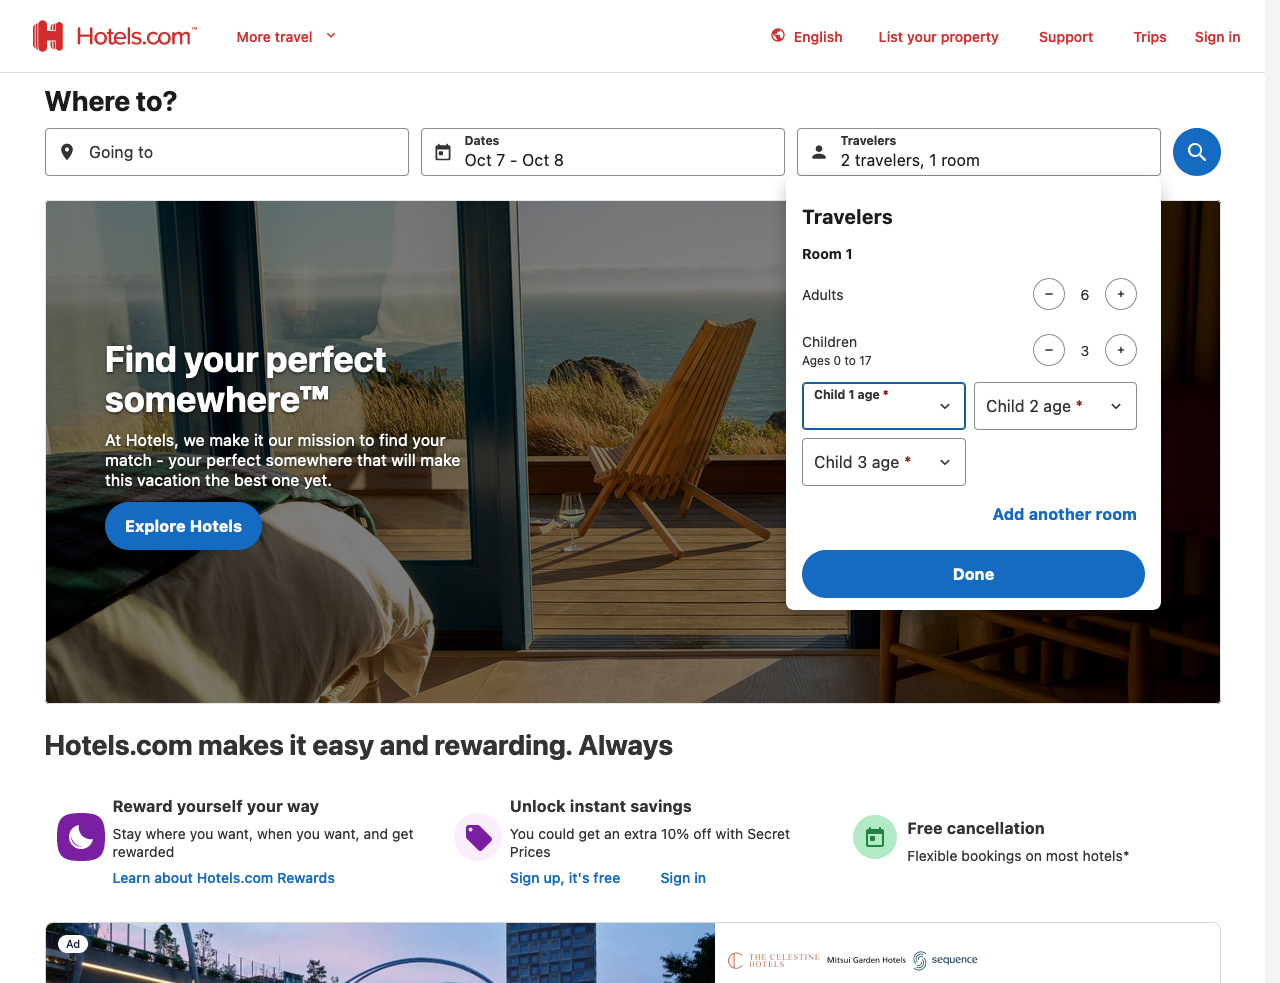 Hotels.com™
More travel
English
List your property
Support
Trips
Sign in
Where to?
Going to
Dates
Oct 7 - Oct 8
Travelers
2 travelers, 1 room
Travelers
Room 1
Adults
6
Children
Ages 0 to 17
3
Child 1 age *
Child 2 age *
Child 3 age *
Add another room
Done
Find your perfect
somewhere™
At Hotels, we make it our mission to find your
match - your perfect somewhere that will make
this vacation the best one yet.
Explore Hotels
Hotels.com makes it easy and rewarding. Always
Reward yourself your way
Stay where you want, when you want, and get
rewarded
Learn about Hotels.com Rewards
Unlock instant savings
You could get an extra 10% off with Secret
Prices
Sign up, it's free
Sign in
Free cancellation
Flexible bookings on most hotels*
Ad
THE CELESTINE
HOTELS
Mitsui Garden Hotels
sequence